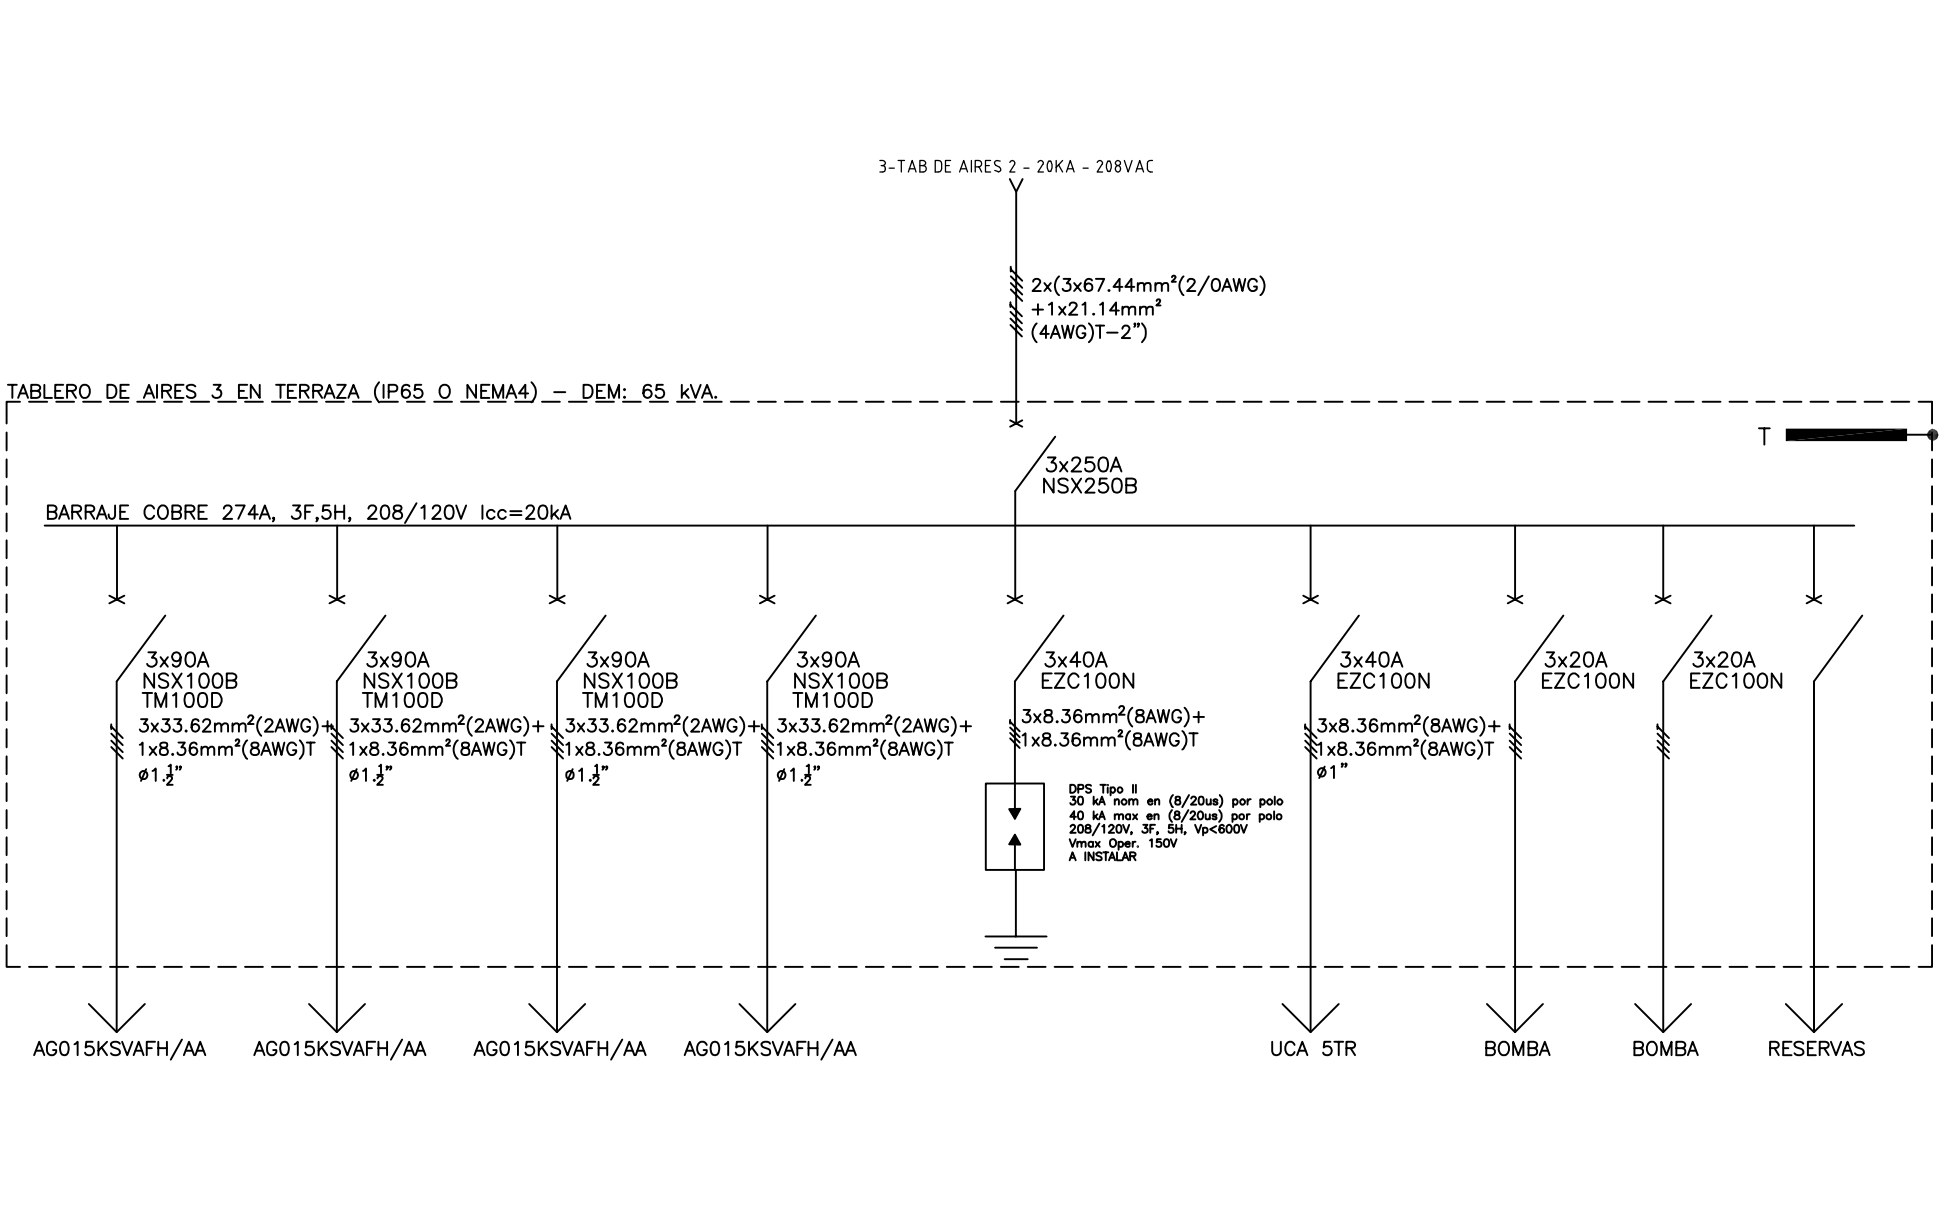 3-TAB DE AIRES 2 - 20KA - 208VAC
2x(3x67.44mm²(2/0AWG)
+1x21.14mm²
(4AWG)T-2")
TABLERO DE AIRES 3 EN TERRAZA (IP65 O NEMA4) - DEM: 65 kVA.
T
3x250A
NSX250B
BARRAJE COBRE 274A, 3F,5H, 208/120V Icc=20kA
3x90A
NSX100B
TM100D
3x33.62mm²(2AWG)+
1x8.36mm²(8AWG)T
ø1.½"
3x90A
NSX100B
TM100D
3x33.62mm²(2AWG)+
1x8.36mm²(8AWG)T
ø1.½"
3x90A
NSX100B
TM100D
3x33.62mm²(2AWG)+
1x8.36mm²(8AWG)T
ø1.½"
3x90A
NSX100B
TM100D
3x33.62mm²(2AWG)+
1x8.36mm²(8AWG)T
ø1.½"
3x40A
EZC100N
3x8.36mm²(8AWG)+
1x8.36mm²(8AWG)T
DPS Tipo II
30 kA nom en (8/20us) por polo
40 kA max en (8/20us) por polo
208/120V, 3F, 5H, Vp<600V
Vmax Oper. 150V
A INSTALAR
3x40A
EZC100N
3x8.36mm²(8AWG)+
1x8.36mm²(8AWG)T
ø1"
3x20A
EZC100N
3x20A
EZC100N
AG015KSVAFH/AA
AG015KSVAFH/AA
AG015KSVAFH/AA
AG015KSVAFH/AA
UCA 5TR
BOMBA
BOMBA
RESERVAS